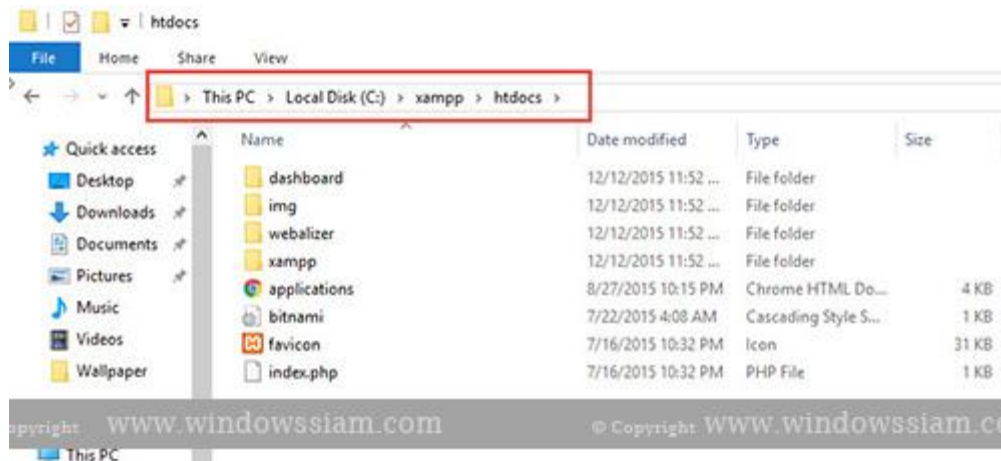 htdocs
File Home Share View
This PC > Local Disk (C:) > xampp > htdocs >
Name Date modified Type Size
Quick access
Desktop
Downloads
Documents
Pictures
Music
Videos
Wallpaper
This PC
dashboard 12/12/2015 11:52 ... File folder
img 12/12/2015 11:52 ... File folder
webalizer 12/12/2015 11:52 ... File folder
xampp 12/12/2015 11:52 ... File folder
applications 8/27/2015 10:15 PM Chrome HTML Do... 4 KB
bitnami 7/22/2015 4:08 AM Cascading Style S... 1 KB
favicon 7/16/2015 10:32 PM Icon 31 KB
index.php 7/16/2015 10:32 PM PHP File 1 KB
opyright www.windowssiam.com © Copyright www.windowssiam.co